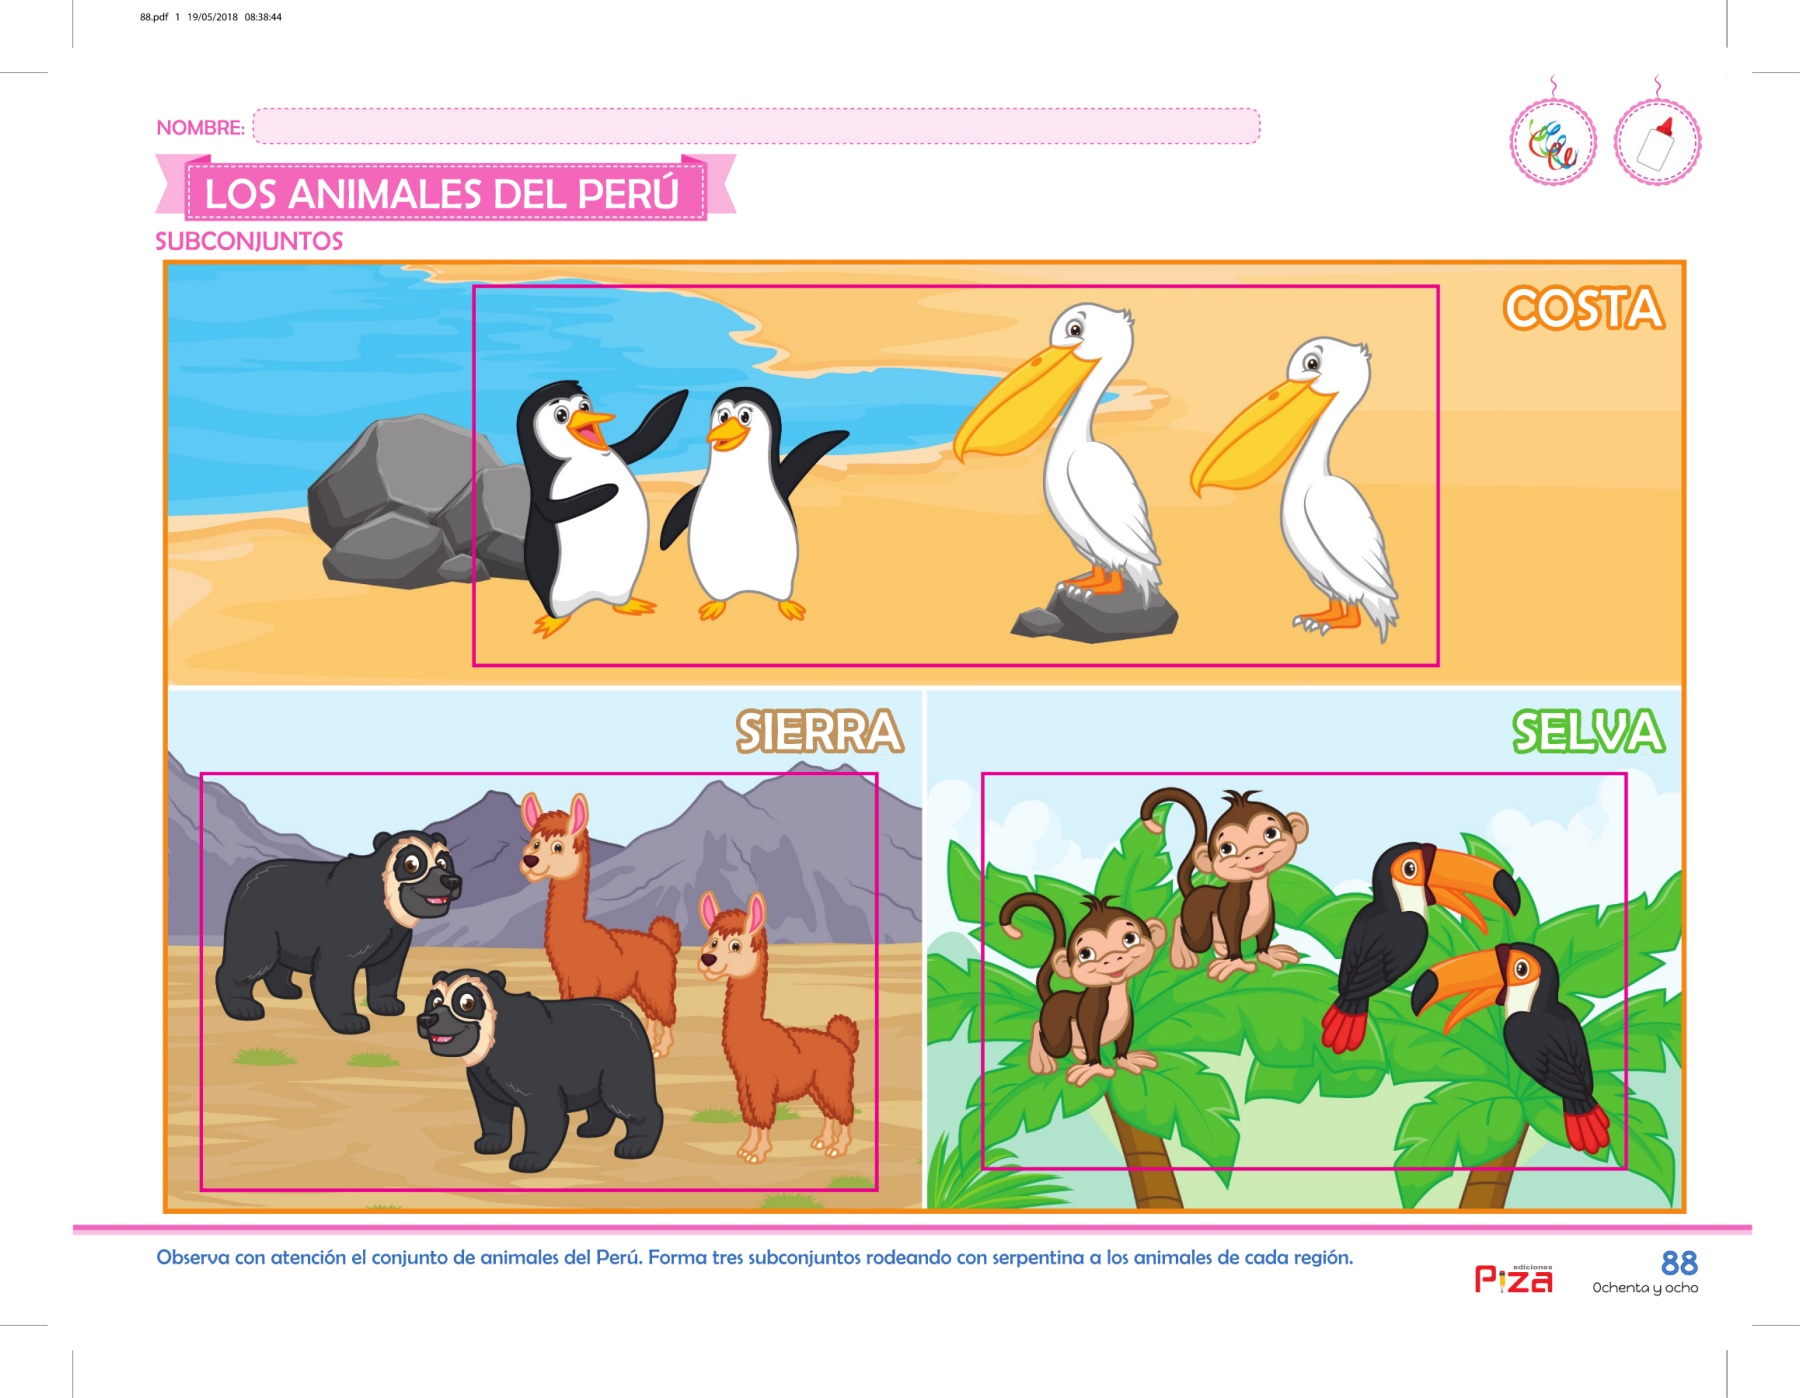 88.pdf 1 19/05/2018 08:38:44
NOMBRE:
LOS ANIMALES DEL PERÚ
SUBCONJUNTOS
COSTA
SIERRA
SELVA
Observa con atención el conjunto de animales del Perú. Forma tres subconjuntos rodeando con serpentina a los animales de cada región.
ediciones
Piza
88
Ochenta y ocho